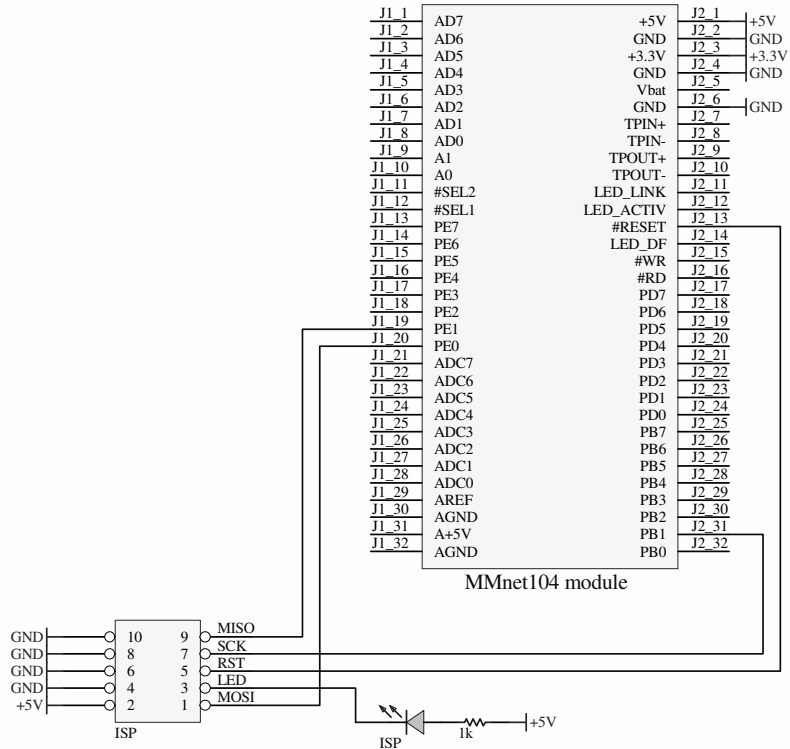 J1_1 AD7 +5V J2_1 +5V
J1_2 AD6 GND J2_2 GND
J1_3 AD5 +3.3V J2_3 +3.3V
J1_4 AD4 GND J2_4 GND
J1_5 AD3 Vbat J2_5
J1_6 AD2 GND J2_6 GND
J1_7 AD1 TPIN+ J2_7
J1_8 AD0 TPIN- J2_8
J1_9 A1 TPOUT+ J2_9
J1_10 A0 TPOUT- J2_10
J1_11 #SEL2 LED_LINK J2_11
J1_12 #SEL1 LED_ACTIV J2_12
J1_13 PE7 #RESET J2_13
J1_14 PE6 LED_DF J2_14
J1_15 PE5 #WR J2_15
J1_16 PE4 #RD J2_16
J1_17 PE3 PD7 J2_17
J1_18 PE2 PD6 J2_18
J1_19 PE1 PD5 J2_19
J1_20 PE0 PD4 J2_20
J1_21 ADC7 PD3 J2_21
J1_22 ADC6 PD2 J2_22
J1_23 ADC5 PD1 J2_23
J1_24 ADC4 PD0 J2_24
J1_25 ADC3 PB7 J2_25
J1_26 ADC2 PB6 J2_26
J1_27 ADC1 PB5 J2_27
J1_28 ADC0 PB4 J2_28
J1_29 AREF PB3 J2_29
J1_30 AGND PB2 J2_30
J1_31 A+5V PB1 J2_31
J1_32 AGND PB0 J2_32
MMnet104 module
GND 10 9 MISO
GND 8 7 SCK
GND 6 5 RST
GND 4 3 LED
+5V 2 1 MOSI
ISP
ISP
1k
+5V